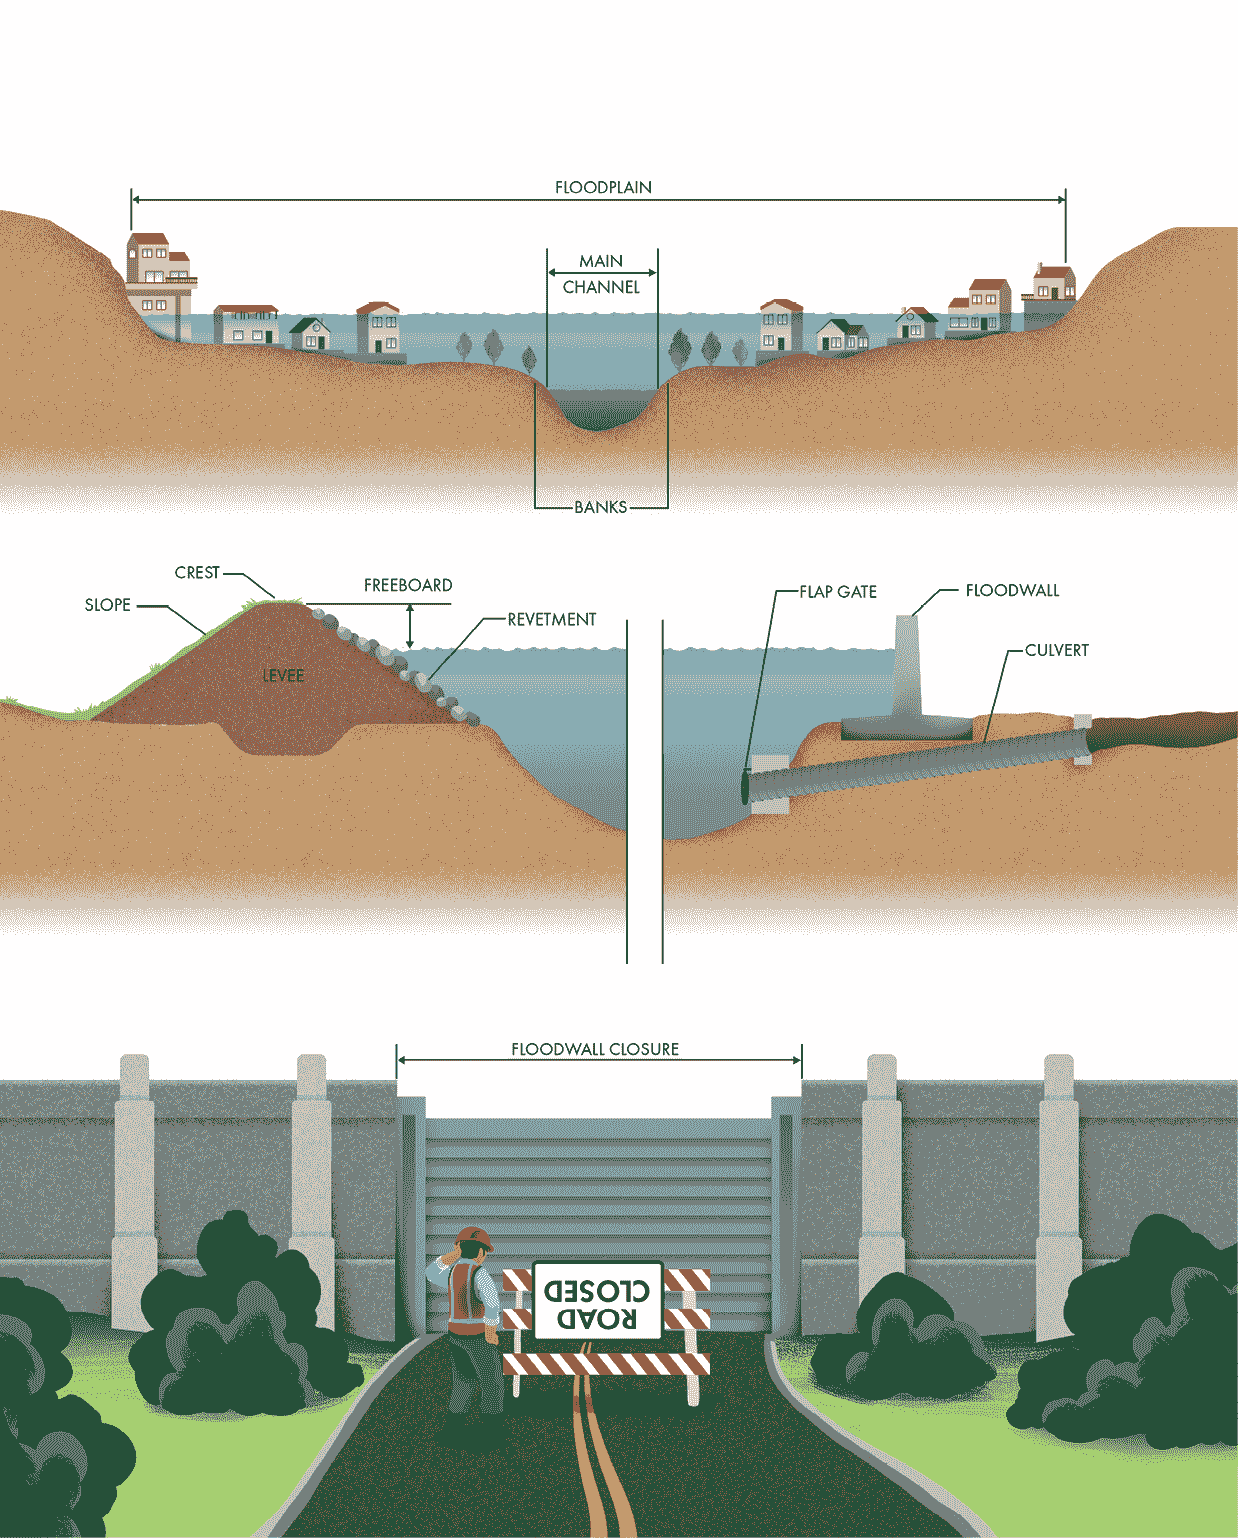 FLOODPLAIN
MAIN
CHANNEL
BANKS
CREST
FREEBOARD
SLOPE
REVETMENT
LEVEE
FLAP GATE
FLOODWALL
CULVERT
FLOODWALL CLOSURE
ROAD
CLOSED